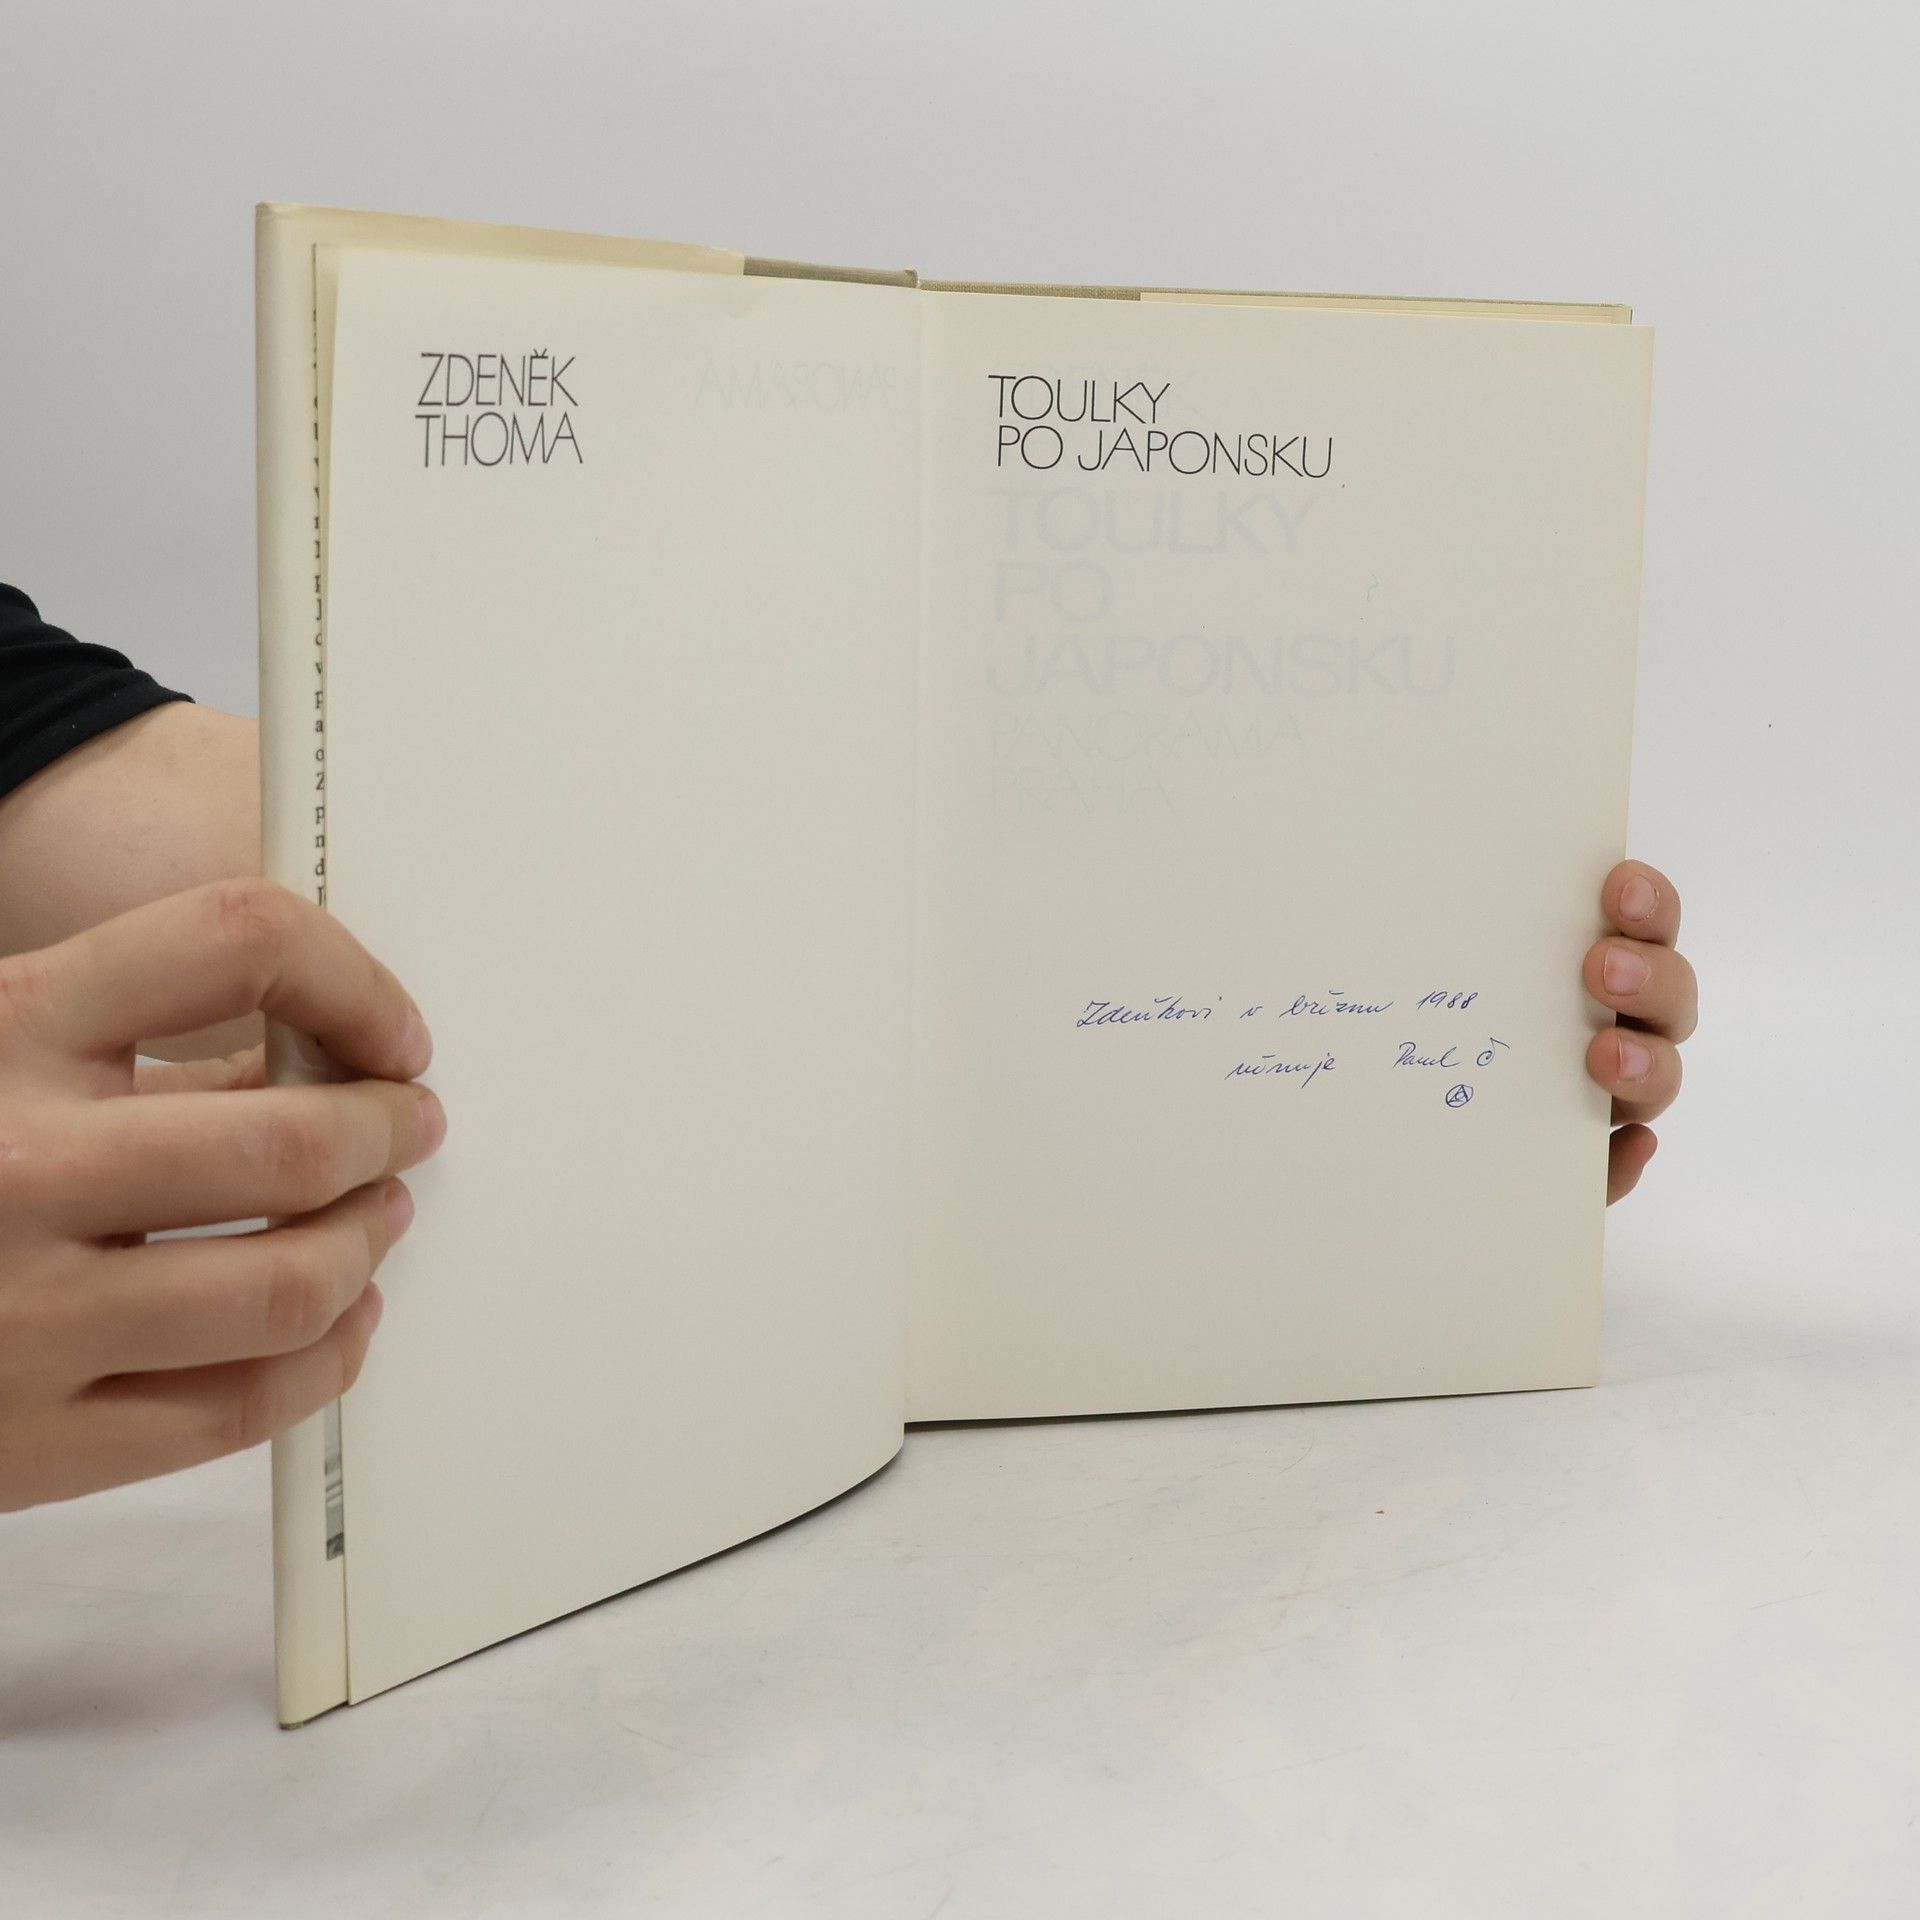 ZDENĚK
THOMA
TOULKY
PO JAPONSKU
TOULKY
PO
JAPONSKU
PANORAMA
PRAHA
Zdeňkovi v březnu 1988
věnuje Pavel Č